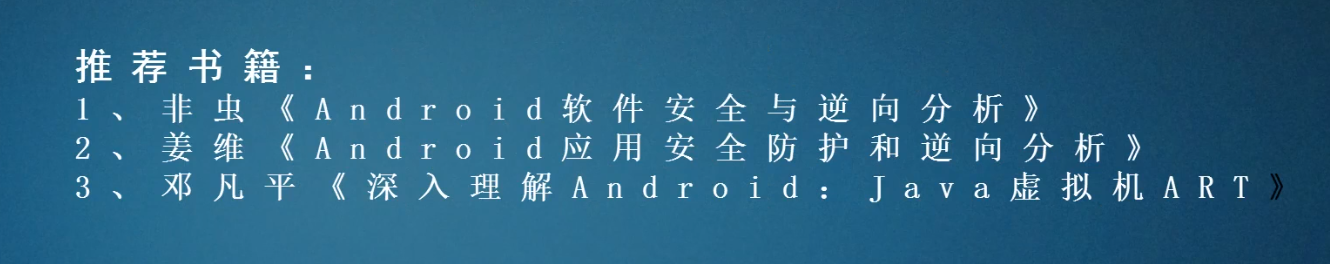 推荐书籍：
1、非虫《Android软件安全与逆向分析》
2、姜维《Android应用安全防护和逆向分析》
3、邓凡平《深入理解Android：Java虚拟机ART》